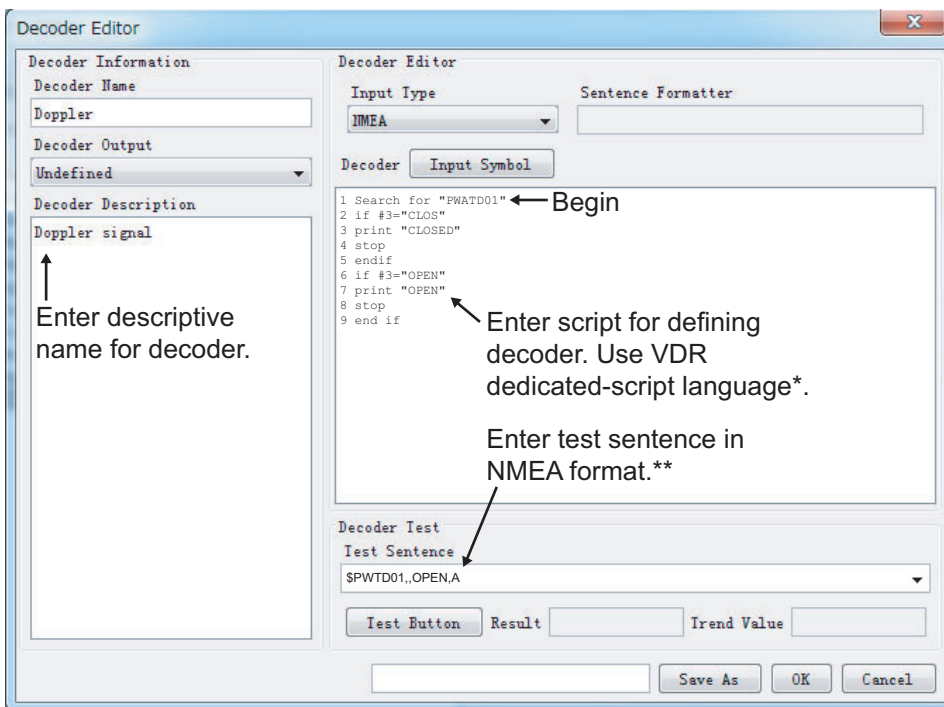 Decoder Editor
Decoder Information
Decoder Name
Doppler
Decoder Output
Undefined
Decoder Description
Doppler signal
Enter descriptive
name for decoder.
Decoder Editor
Input Type
Sentence Formatter
NMEA
Decoder
Input Symbol
1 Search for "PWATD01"
Begin
2 if #3="CLOS"
3 print "CLOSED"
4 stop
5 endif
6 if #3="OPEN"
7 print "OPEN"
8 stop
9 end if
Enter script for defining
decoder. Use VDR
dedicated-script language*.
Enter test sentence in
NMEA format.**
Decoder Test
Test Sentence
$PWTD01,,OPEN,A
Test Button
Result
Trend Value
Save As
OK
Cancel